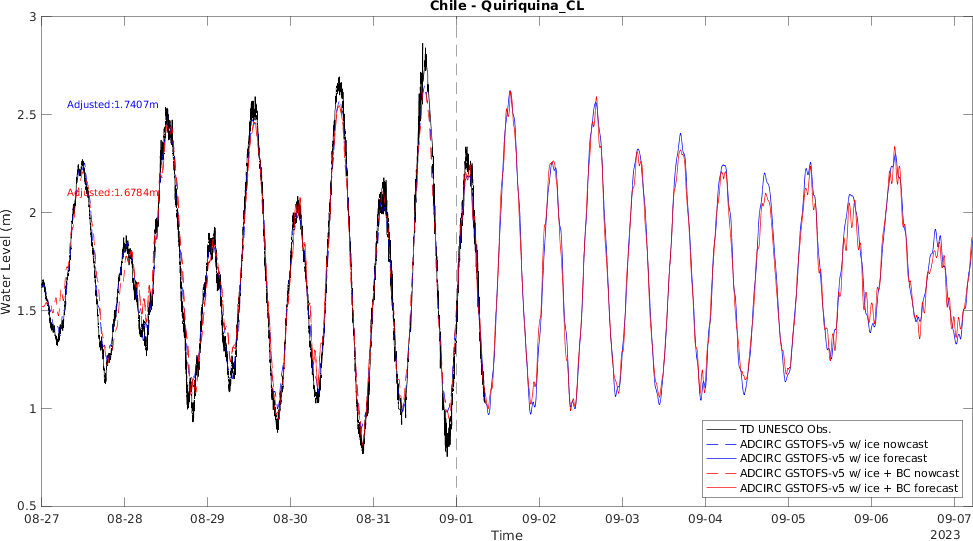 Chile - Quiriquina_CL
3
2.5
2
1.5
1
0.5
Water Level (m)
Adjusted:1.7407m
Adjusted:1.6784m
TD UNESCO Obs.
ADCIRC GSTOFS-v5 w/ ice nowcast
ADCIRC GSTOFS-v5 w/ ice forecast
ADCIRC GSTOFS-v5 w/ ice + BC nowcast
ADCIRC GSTOFS-v5 w/ ice + BC forecast
08-27 08-28 08-29 08-30 08-31 09-01 09-02 09-03 09-04 09-05 09-06 09-07
Time
2023